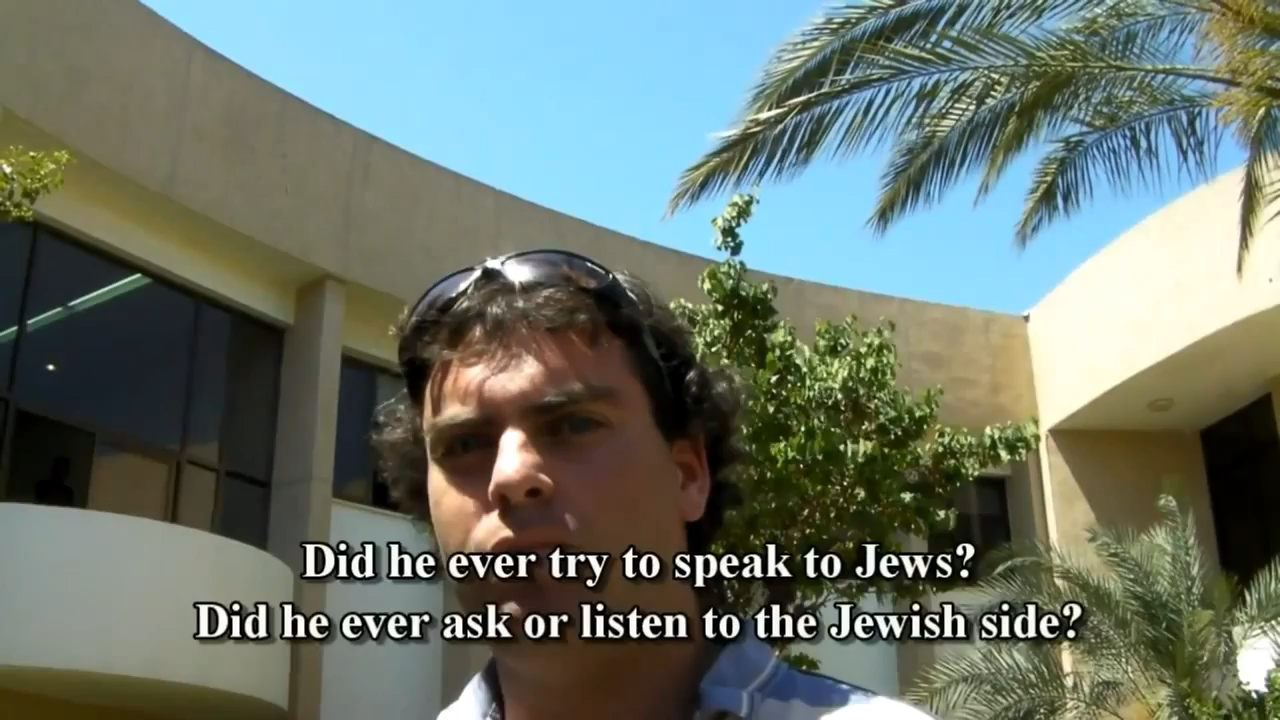 Did he ever try to speak to Jews?
Did he ever ask or listen to the Jewish side?